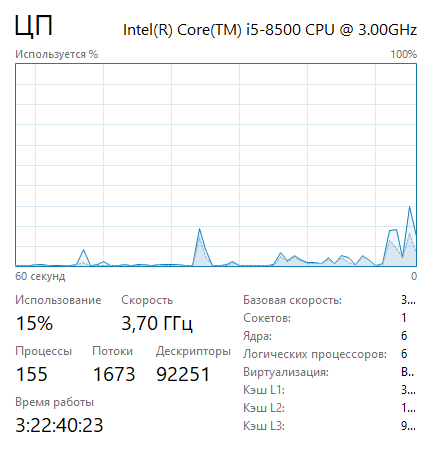 ЦП Intel(R) Core(TM) i5-8500 CPU @ 3.00GHz
Используется % 100%
60 секунд 0
Использование Скорость
15% 3,70 ГГц
Процессы Потоки Дескрипторы
155 1673 92251
Время работы
3:22:40:23
Базовая скорость: 3...
Сокетов: 1
Ядра: 6
Логических процессоров: 6
Виртуализация: В...
Кэш L1: 3...
Кэш L2: 1...
Кэш L3: 9...